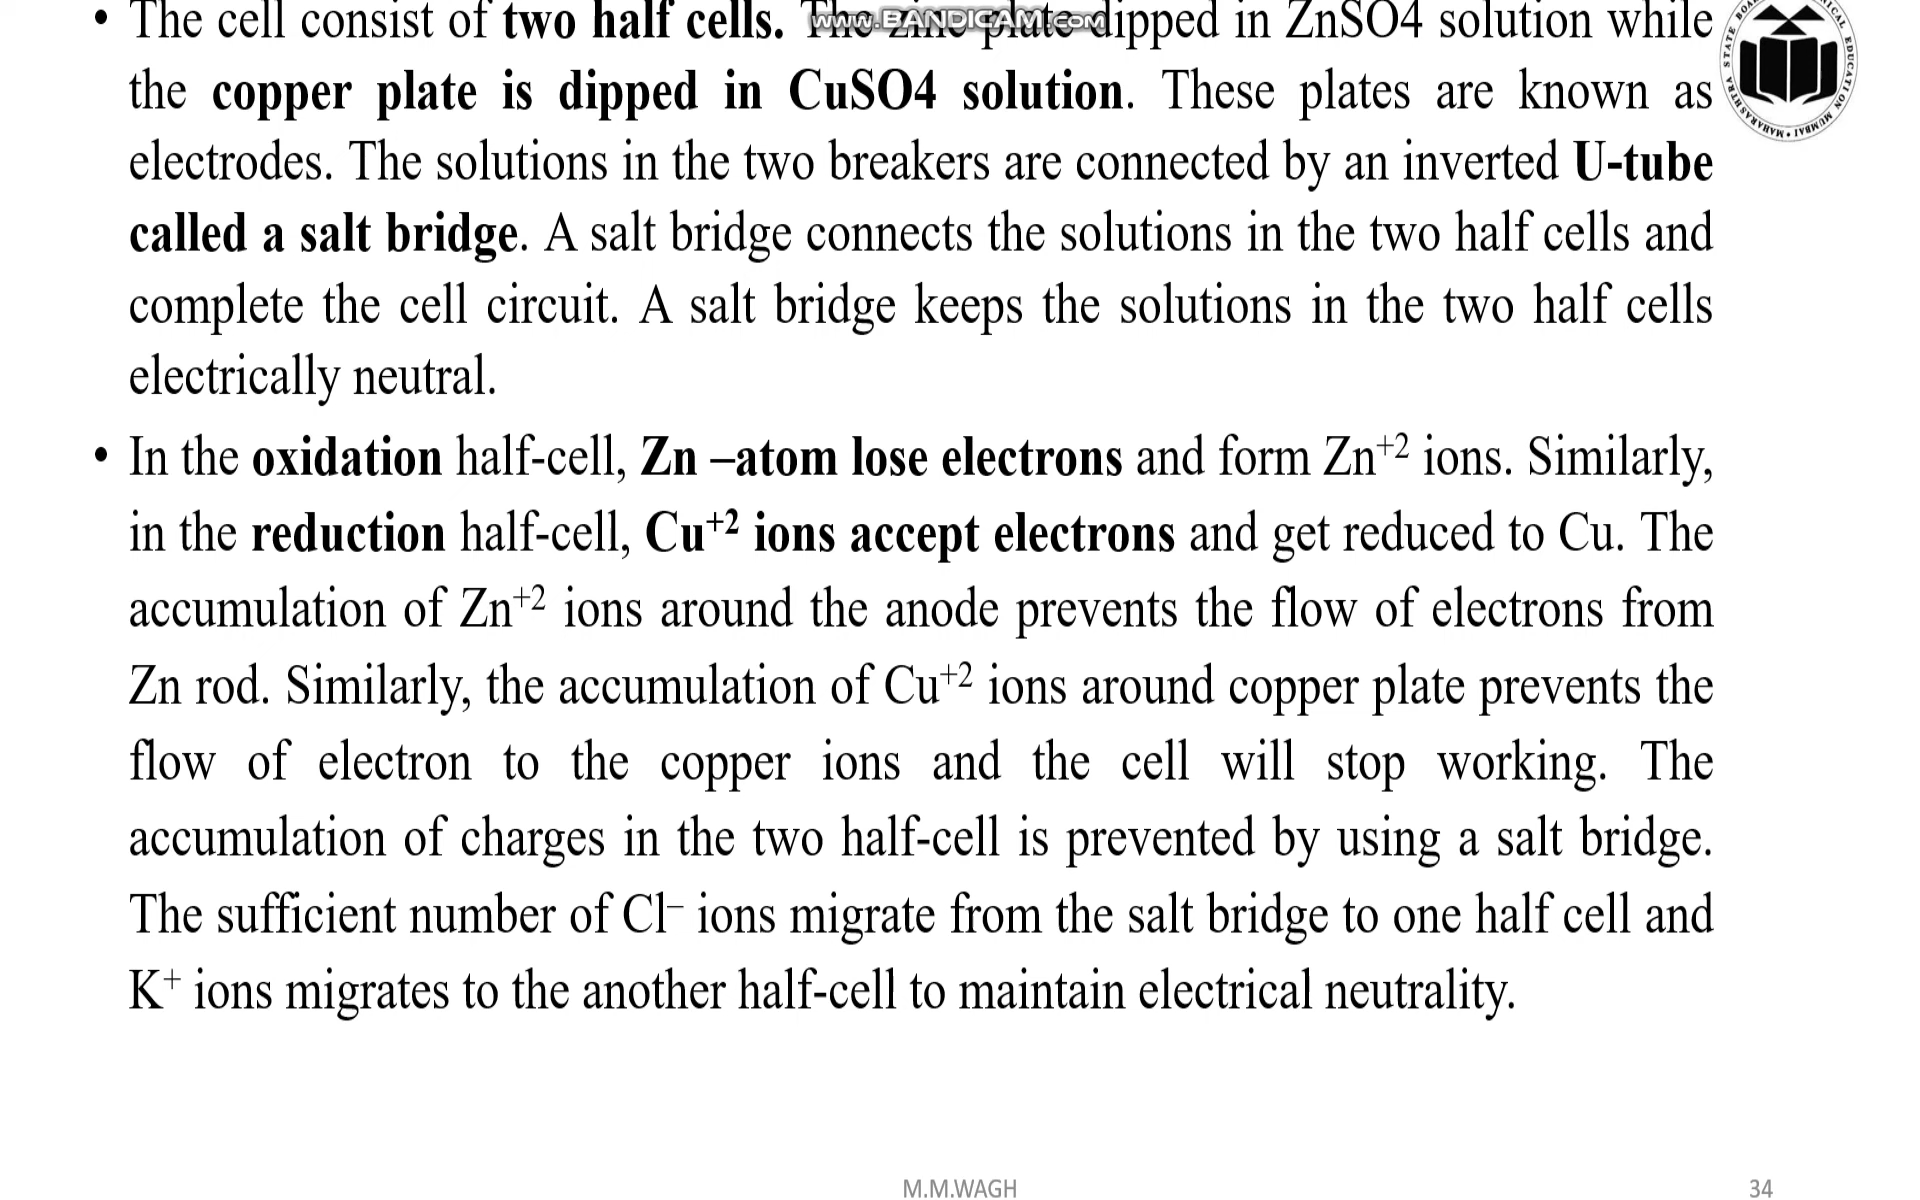 • The cell consist of two half cells. The zinc plate dipped in ZnSO4 solution while
www.BANDICAM.com
the copper plate is dipped in CuSO4 solution. These plates are known as
electrodes. The solutions in the two breakers are connected by an inverted U-tube
called a salt bridge. A salt bridge connects the solutions in the two half cells and
complete the cell circuit. A salt bridge keeps the solutions in the two half cells
electrically neutral.
• In the oxidation half-cell, Zn –atom lose electrons and form Zn⁺² ions. Similarly,
in the reduction half-cell, Cu⁺² ions accept electrons and get reduced to Cu. The
accumulation of Zn⁺² ions around the anode prevents the flow of electrons from
Zn rod. Similarly, the accumulation of Cu⁺² ions around copper plate prevents the
flow of electron to the copper ions and the cell will stop working. The
accumulation of charges in the two half-cell is prevented by using a salt bridge.
The sufficient number of Cl⁻ ions migrate from the salt bridge to one half cell and
K⁺ ions migrates to the another half-cell to maintain electrical neutrality.
M.M.WAGH
34